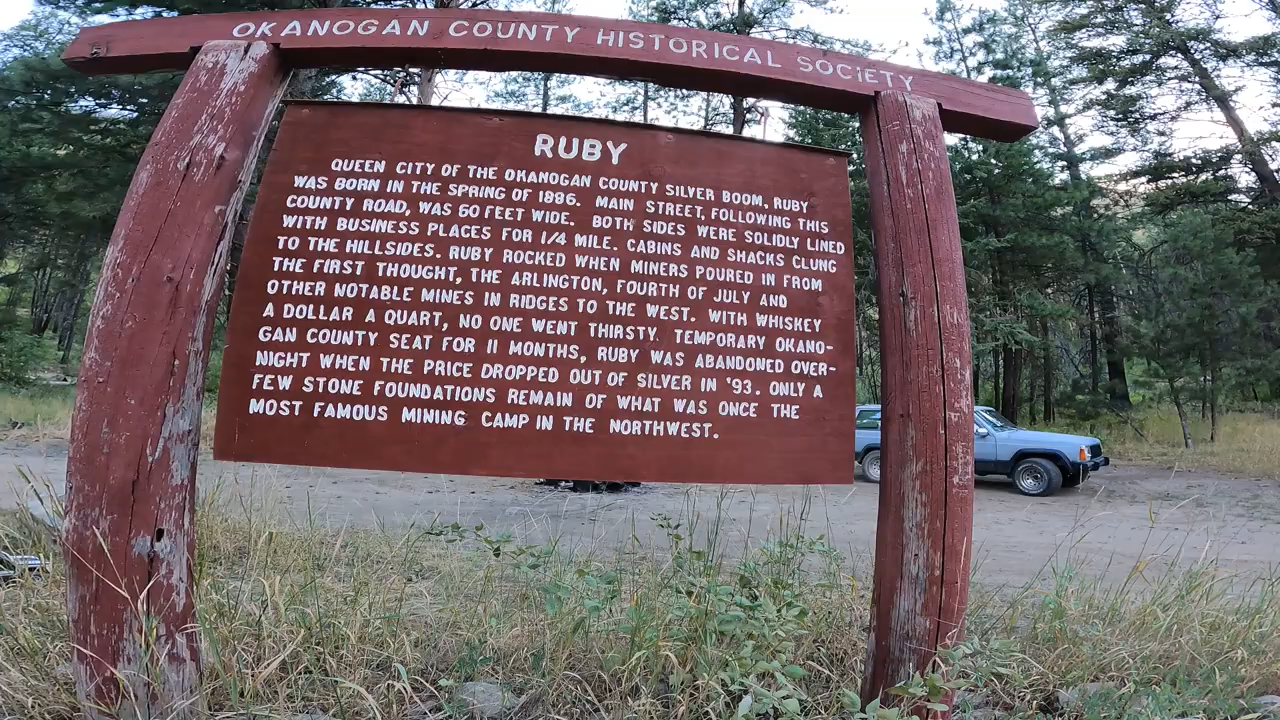 OKANOGAN COUNTY HISTORICAL SOCIETY
RUBY
QUEEN CITY OF THE OKANOGAN COUNTY SILVER BOOM, RUBY
WAS BORN IN THE SPRING OF 1896. MAIN STREET, FOLLOWING THIS
COUNTY ROAD, WAS 60 FEET WIDE. BOTH SIDES WERE SOLIDLY LINED
WITH BUSINESS PLACES FOR 1/4 MILE. CABINS AND SHACKS CLUNG
TO THE HILLSIDES. RUBY ROCKED WHEN MINERS POURED IN FROM
THE FIRST THOUGHT, THE ARLINGTON, FOURTH OF JULY AND
OTHER NOTABLE MINES IN RIDGES TO THE WEST. WITH WHISKEY
A DOLLAR A QUART, NO ONE WENT THIRSTY. TEMPORARY OKANO-
GAN COUNTY SEAT FOR 11 MONTHS, RUBY WAS ABANDONED OVER-
NIGHT WHEN THE PRICE DROPPED OUT OF SILVER IN '93. ONLY A
FEW STONE FOUNDATIONS REMAIN OF WHAT WAS ONCE THE
MOST FAMOUS MINING CAMP IN THE NORTHWEST.